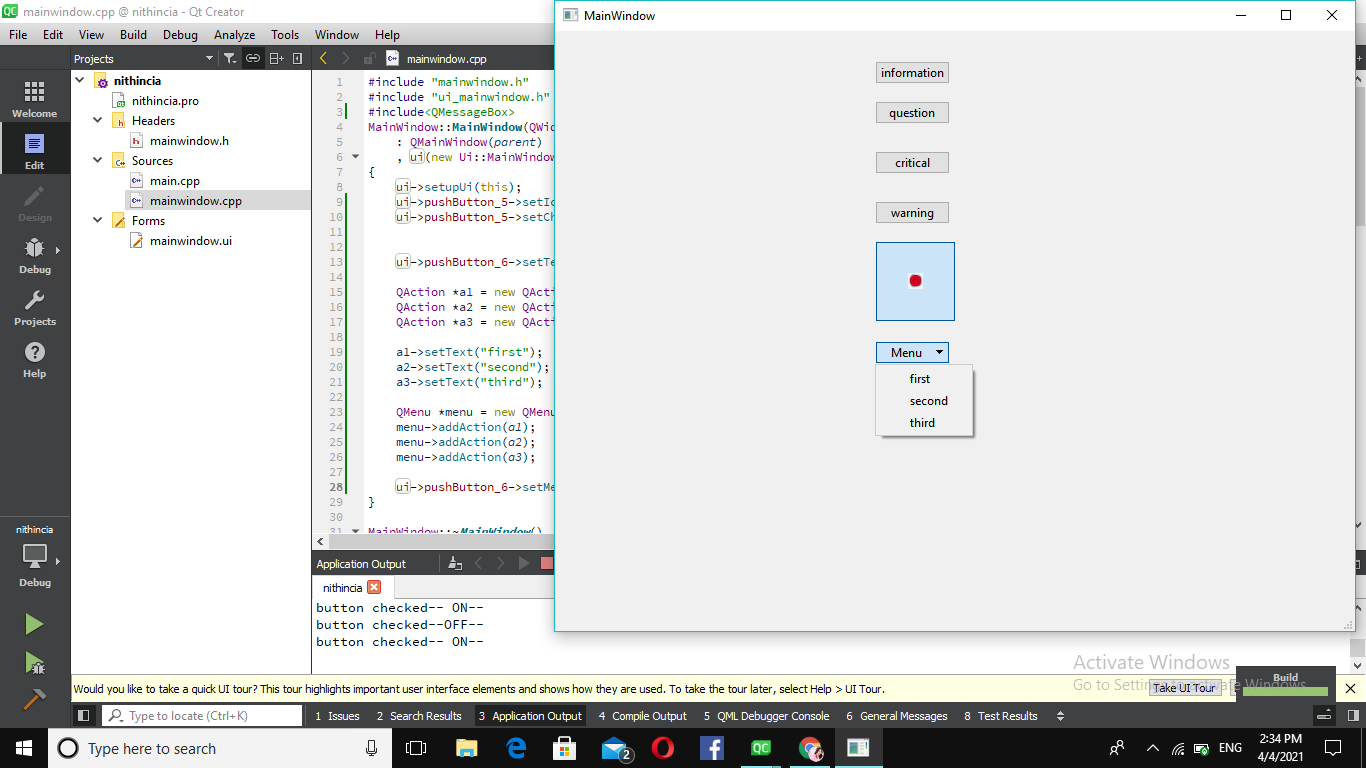 mainwindow.cpp @ nithincia - Qt Creator
File Edit View Build Debug Analyze Tools Window Help
Projects
mainwindow.cpp
Welcome
Edit
Design
Debug
Projects
Help
nithincia
Debug
nithincia
nithincia.pro
Headers
mainwindow.h
Sources
main.cpp
mainwindow.cpp
Forms
mainwindow.ui
1 #include "mainwindow.h"
2 #include "ui_mainwindow.h"
3 #include<QMessageBox>
4 MainWindow::MainWindow(QWid
5 : QMainWindow(parent)
6 , ui(new Ui::MainWindow
7 {
8 ui->setupUi(this);
9 ui->pushButton_5->setIc
10 ui->pushButton_5->setCh
11
12
13 ui->pushButton_6->setTe
14
15 QAction *a1 = new QActi
16 QAction *a2 = new QActi
17 QAction *a3 = new QActi
18
19 a1->setText("first");
20 a2->setText("second");
21 a3->setText("third");
22
23 QMenu *menu = new QMenu
24 menu->addAction(a1);
25 menu->addAction(a2);
26 menu->addAction(a3);
27
28 ui->pushButton_6->setMe
29 }
30
31 MainWindow::~MainWindow()
Application Output
nithincia
button checked-- ON--
button checked--OFF--
button checked-- ON--
MainWindow
information
question
critical
warning
Menu
first
second
third
Activate Windows
Go to Settings to activate Windows.
Build
Would you like to take a quick UI tour? This tour highlights important user interface elements and shows how they are used. To take the tour later, select Help > UI Tour.
Take UI Tour
Type to locate (Ctrl+K)
1 Issues 2 Search Results 3 Application Output 4 Compile Output 5 QML Debugger Console 6 General Messages 8 Test Results
Type here to search
2
QC
ENG
2:34 PM
4/4/2021